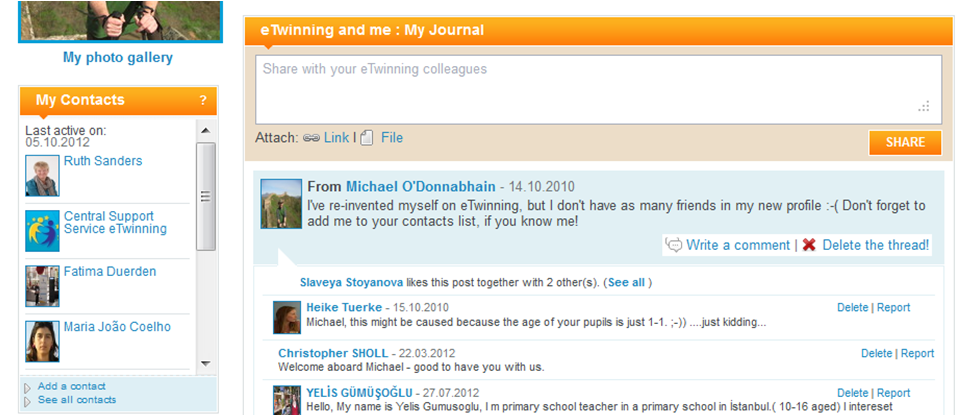 My photo gallery
My Contacts ?
Last active on:
05.10.2012
Ruth Sanders
Central Support
Service eTwinning
Fatima Duerden
Maria João Coelho
Add a contact
See all contacts
eTwinning and me : My Journal
Share with your eTwinning colleagues
Attach: Link I File
SHARE
From Michael O'Donnabhain - 14.10.2010
I've re-invented myself on eTwinning, but I don't have as many friends in my new profile :-( Don't forget to
add me to your contacts list, if you know me!
Write a comment | Delete the thread!
Slaveya Stoyanova likes this post together with 2 other(s). (See all )
Heike Tuerke - 15.10.2010 Delete | Report
Michael, this might be caused because the age of your pupils is just 1-1. ;-)) ....just kidding...
Christopher SHOLL - 22.03.2012 Delete | Report
Welcome aboard Michael - good to have you with us.
YELİS GÜMÜŞOĞLU - 27.07.2012 Delete | Report
Hello, My name is Yelis Gumusoglu, I m primary school teacher in a primary school in İstanbul.( 10-16 aged) I intereset